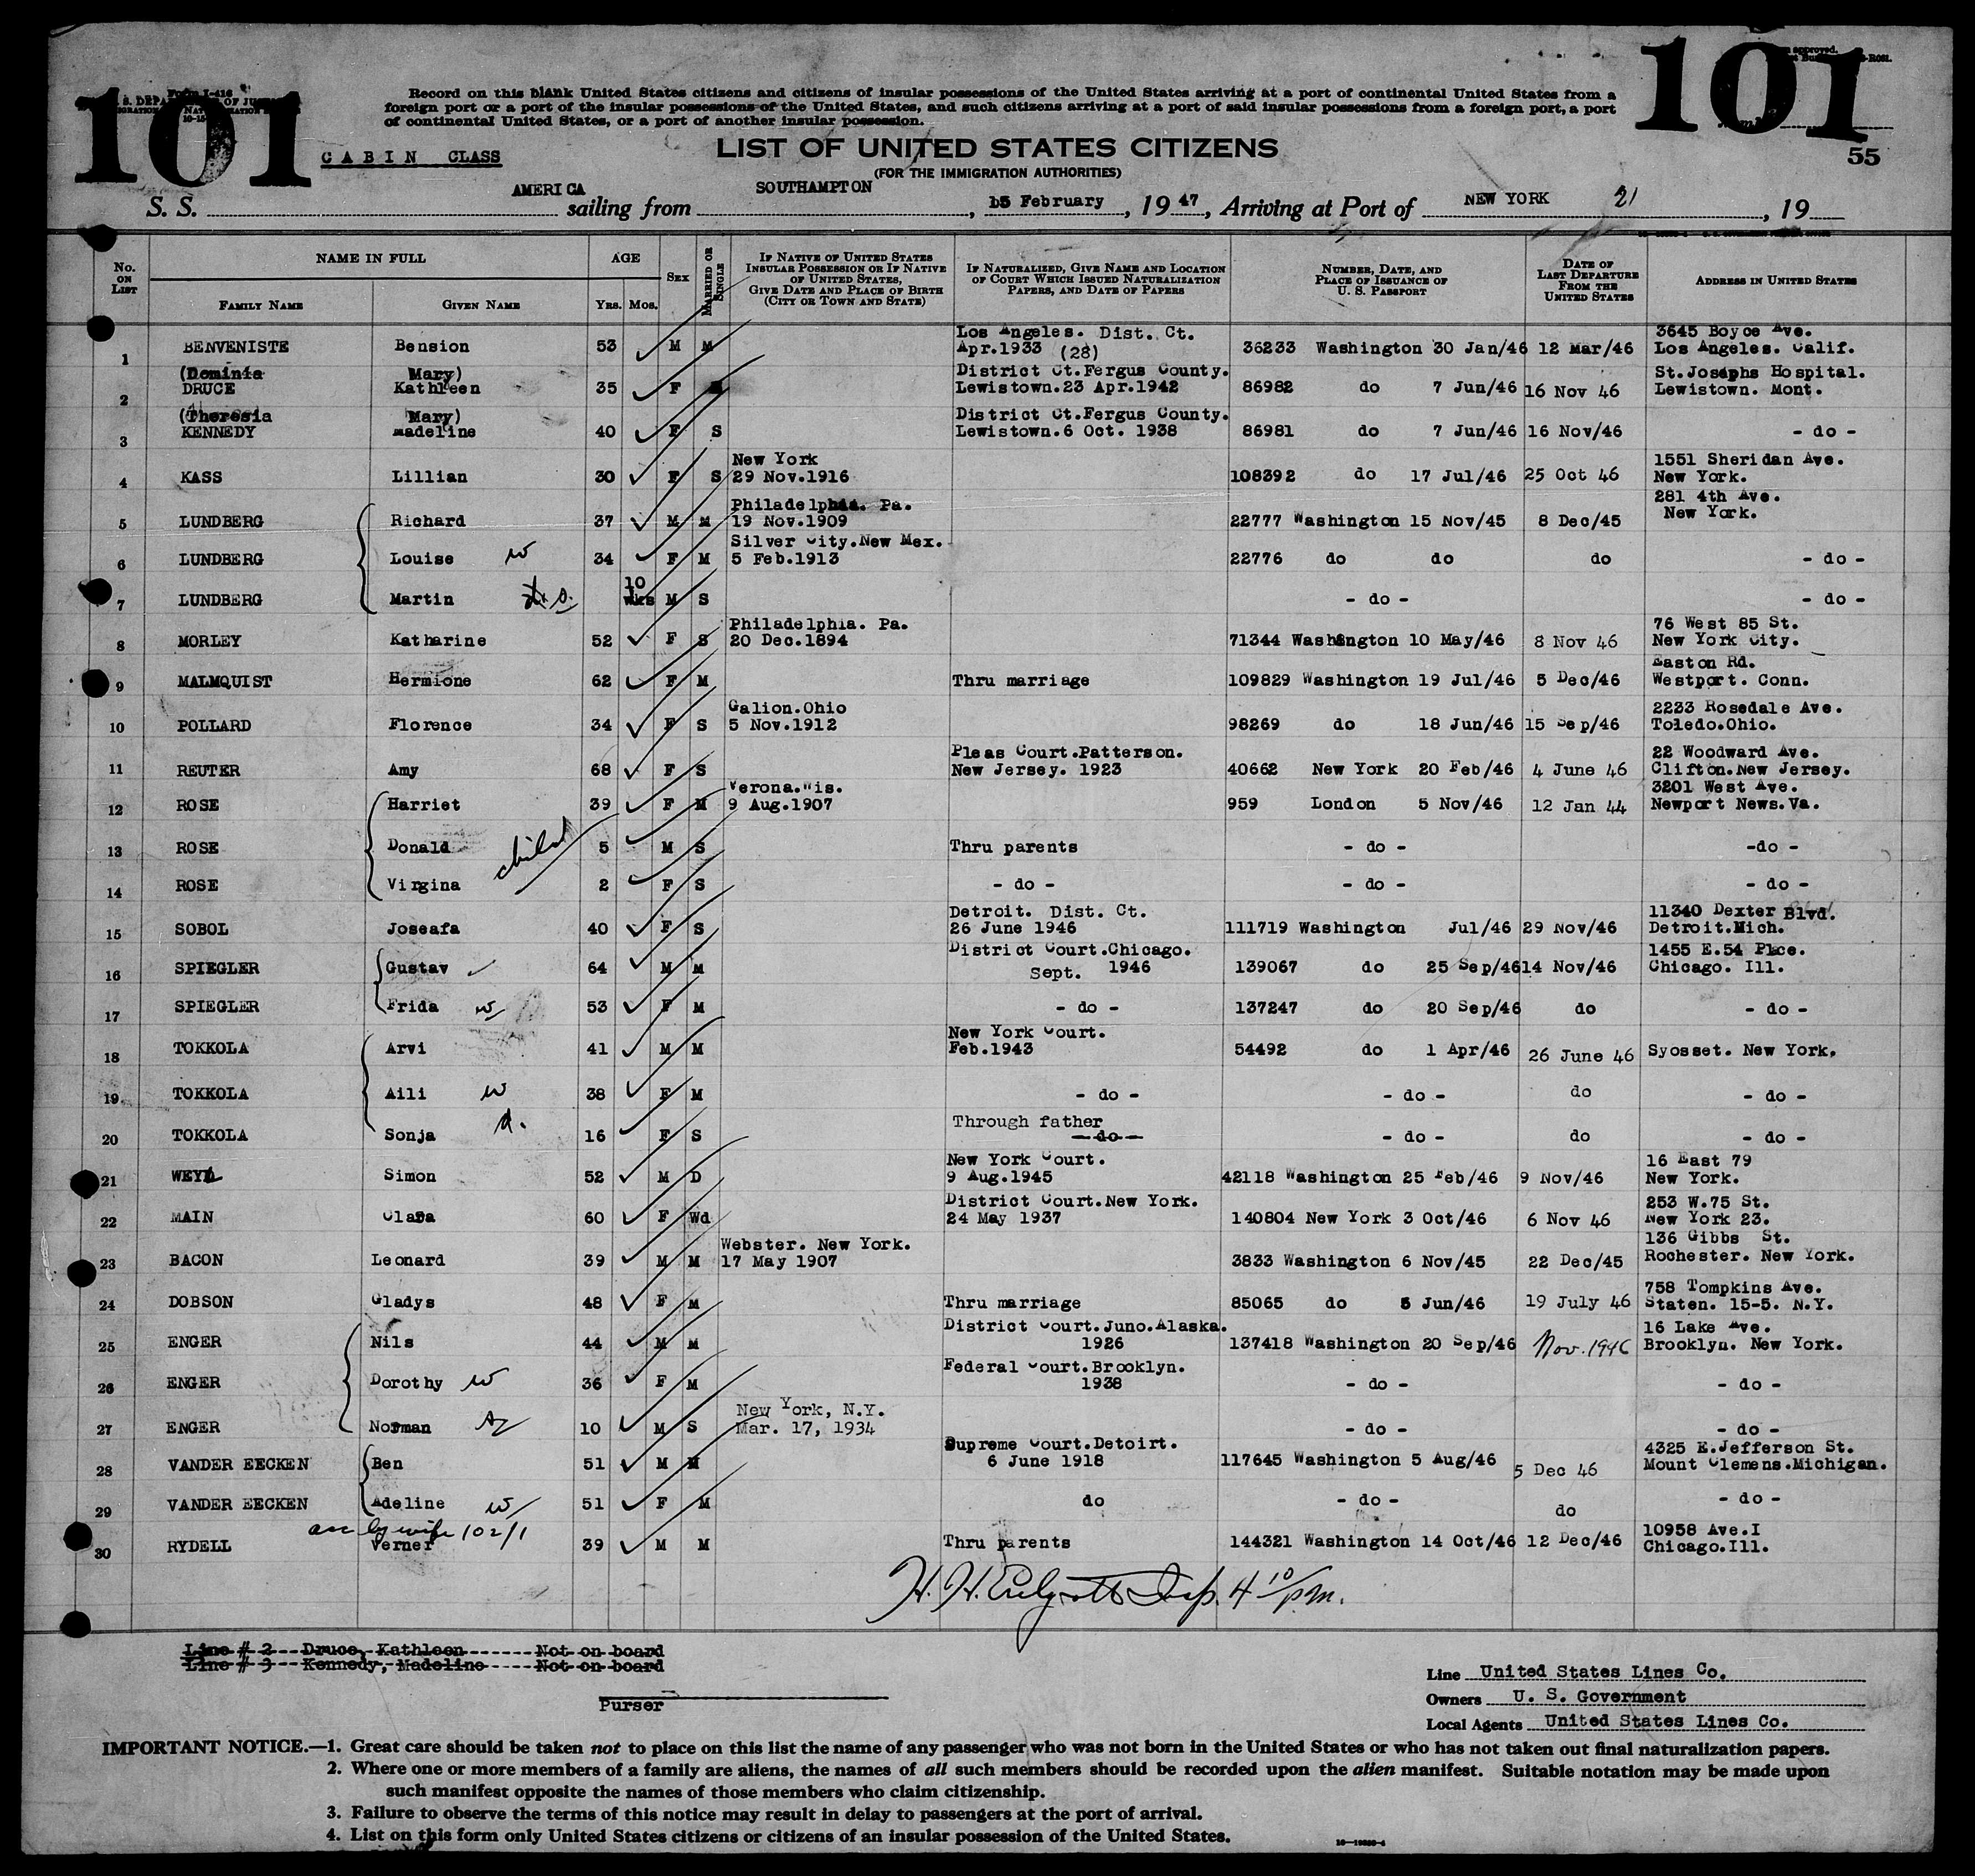 101
101
Form I-416
Record on this blank United States citizens and citizens of insular possessions of the United States arriving at a port of continental United States from a
foreign port or a port of the insular possessions of the United States, and such citizens arriving at a port of said insular possessions from a foreign port, a port
of continental United States, or a port of another insular possession.
CABIN CLASS
LIST OF UNITED STATES CITIZENS
(FOR THE IMMIGRATION AUTHORITIES)
55
S. S. AMERICA sailing from SOUTHAMPTON, 15 February, 1947, Arriving at Port of NEW YORK 21, 19
No. ON LIST NAME IN FULL FAMILY NAME GIVEN NAME AGE Yrs. Mos. SEX MARRIED OR SINGLE IF NATIVE OF UNITED STATES INSULAR POSSESSION OR IF NATIVE OF UNITED STATES, GIVE DATE AND PLACE OF BIRTH (CITY OR TOWN AND STATE) IF NATURALIZED, GIVE NAME AND LOCATION OF COURT WHICH ISSUED NATURALIZATION PAPERS, AND DATE OF PAPERS NUMBER, DATE, AND PLACE OF ISSUANCE OF U. S. PASSPORT DATE OF LAST DEPARTURE FROM THE UNITED STATES ADDRESS IN UNITED STATES
Los Angeles. Dist. Ct. 3645 Boyce Ave.
1 BENVENISTE Bension 53 M M Apr.1933 (28) 36233 Washington 30 Jan/46 12 Mar/46 Los Angeles. Calif.
(Dominia Mary) District Ct.Fergus County. St.Josephs Hospital.
2 DRUCE Kathleen 35 F Lewistown.23 Apr.1942 86982 do 7 Jun/46 16 Nov 46 Lewistown. Mont.
(Theresia Mary) District Ct.Fergus County.
3 KENNEDY Madeline 40 F S Lewistown.6 Oct. 1938 86981 do 7 Jun/46 16 Nov/46 - do -
New York 1551 Sheridan Ave.
4 KASS Lillian 30 F S 29 Nov.1916 108392 do 17 Jul/46 25 Oct 46 New York.
Philadelphia. Pa. 281 4th Ave.
5 LUNDBERG Richard 37 M M 19 Nov.1909 22777 Washington 15 Nov/45 8 Dec/45 New York.
Silver City.New Mex.
6 LUNDBERG Louise w 34 F M 5 Feb.1913 22776 do do do - do -
7 LUNDBERG Martin 10 wks M S - do - - do -
Philadelphia. Pa. 76 West 85 St.
8 MORLEY Katharine 52 F S 20 Dec.1894 71344 Washington 10 May/46 8 Nov 46 New York City.
Easton Rd.
9 MALMQUIST Hermione 62 F M Thru marriage 109829 Washington 19 Jul/46 5 Dec/46 Westport. Conn.
Galion.Ohio 2233 Rosedale Ave.
10 POLLARD Florence 34 F S 5 Nov.1912 98269 do 18 Jun/46 15 Sep/46 Toledo.Ohio.
Pleas Court.Patterson. 22 Woodward Ave.
11 REUTER Amy 68 F S New Jersey. 1923 40662 New York 20 Feb/46 4 June 46 Clifton.New Jersey.
Verona.Wis. 3201 West Ave.
12 ROSE Harriet 39 F M 9 Aug.1907 959 London 5 Nov/46 12 Jan 44 Newport News.Va.
13 ROSE Donald child 5 M S Thru parents - do - -do -
14 ROSE Virgina 2 F S - do - - do - - do -
Detroit. Dist. Ct. 11340 Dexter Blvd.
15 SOBOL Joseafa 40 F S 26 June 1946 111719 Washington Jul/46 29 Nov/46 Detroit.Mich.
District Court.Chicago. 1455 E.54 Place.
16 SPIEGLER Gustav 64 M M Sept. 1946 139067 do 25 Sep/46 14 Nov/46 Chicago. Ill.
17 SPIEGLER Frida w 53 F M - do - 137247 do 20 Sep/46 do - do -
New York Court.
18 TOKKOLA Arvi 41 M M Feb.1943 54492 do 1 Apr/46 26 June 46 Syosset. New York.
19. TOKKOLA Aili w 38 F M - do - - do - do - do -
Through father
20 TOKKOLA Sonja d. 16 F S - do - - do - do - do -
New York Court. 16 East 79
21 WEYL Simon 52 M D 9 Aug.1945 42118 Washington 25 Feb/46 9 Nov/46 New York.
District Court.New York. 253 W.75 St.
22 MAIN Clara 60 F Wd 24 May 1937 140804 New York 3 Oct/46 6 Nov 46 New York 23.
Webster. New York. 136 Gibbs St.
23 BACON Leonard 39 M M 17 May 1907 3833 Washington 6 Nov/45 22 Dec/45 Rochester. New York.
758 Tompkins Ave.
24 DOBSON Gladys 48 F M Thru marriage 85065 do 5 Jun/46 19 July 46 Staten. 15-5. N.Y.
District Court.Juno.Alaska. 16 Lake Ave.
25 ENGER Nils 44 M M 1926 137418 Washington 20 Sep/46 Nov. 1946 Brooklyn. New York.
Federal Court.Brooklyn.
26 ENGER Dorothy w 36 F M 1938 - do - - do -
New York, N.Y.
27 ENGER Norman 10 M S Mar. 17, 1934 - do - - do -
Supreme Court.Detoirt. 4325 E.Jefferson St.
28 VANDER EECKEN Ben 51 M M 6 June 1918 117645 Washington 5 Aug/46 5 Dec 46 Mount Clemens.Michigan.
29 VANDER EECKEN Adeline w 51 F M do - do - do - do -
acc by wife 102/1 10958 Ave.I
30 RYDELL Verner 39 M M Thru parents 144321 Washington 14 Oct/46 12 Dec/46 Chicago.Ill.
H. H. Insp. 4 10/pm.
Line # 2---Druce, Kathleen-------Not on board
Line # 3---Kennedy, Madeline-----Not on board
Purser
Line United States Lines Co.
Owners U. S. Government
Local Agents United States Lines Co.
IMPORTANT NOTICE.—1. Great care should be taken not to place on this list the name of any passenger who was not born in the United States or who has not taken out final naturalization papers.
2. Where one or more members of a family are aliens, the names of all such members should be recorded upon the alien manifest. Suitable notation may be made upon
such manifest opposite the names of those members who claim citizenship.
3. Failure to observe the terms of this notice may result in delay to passengers at the port of arrival.
4. List on this form only United States citizens or citizens of an insular possession of the United States.